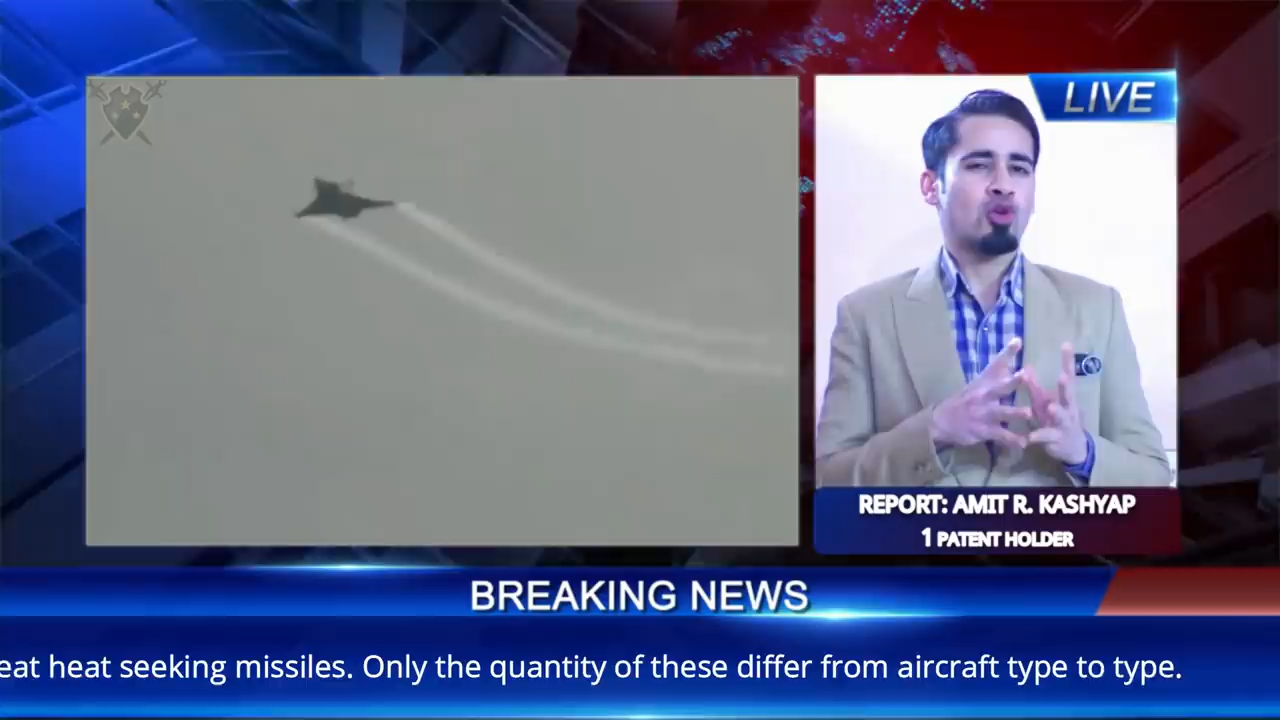 LIVE
REPORT: AMIT R. KASHYAP
1 PATENT HOLDER
BREAKING NEWS
eat heat seeking missiles. Only the quantity of these differ from aircraft type to type.